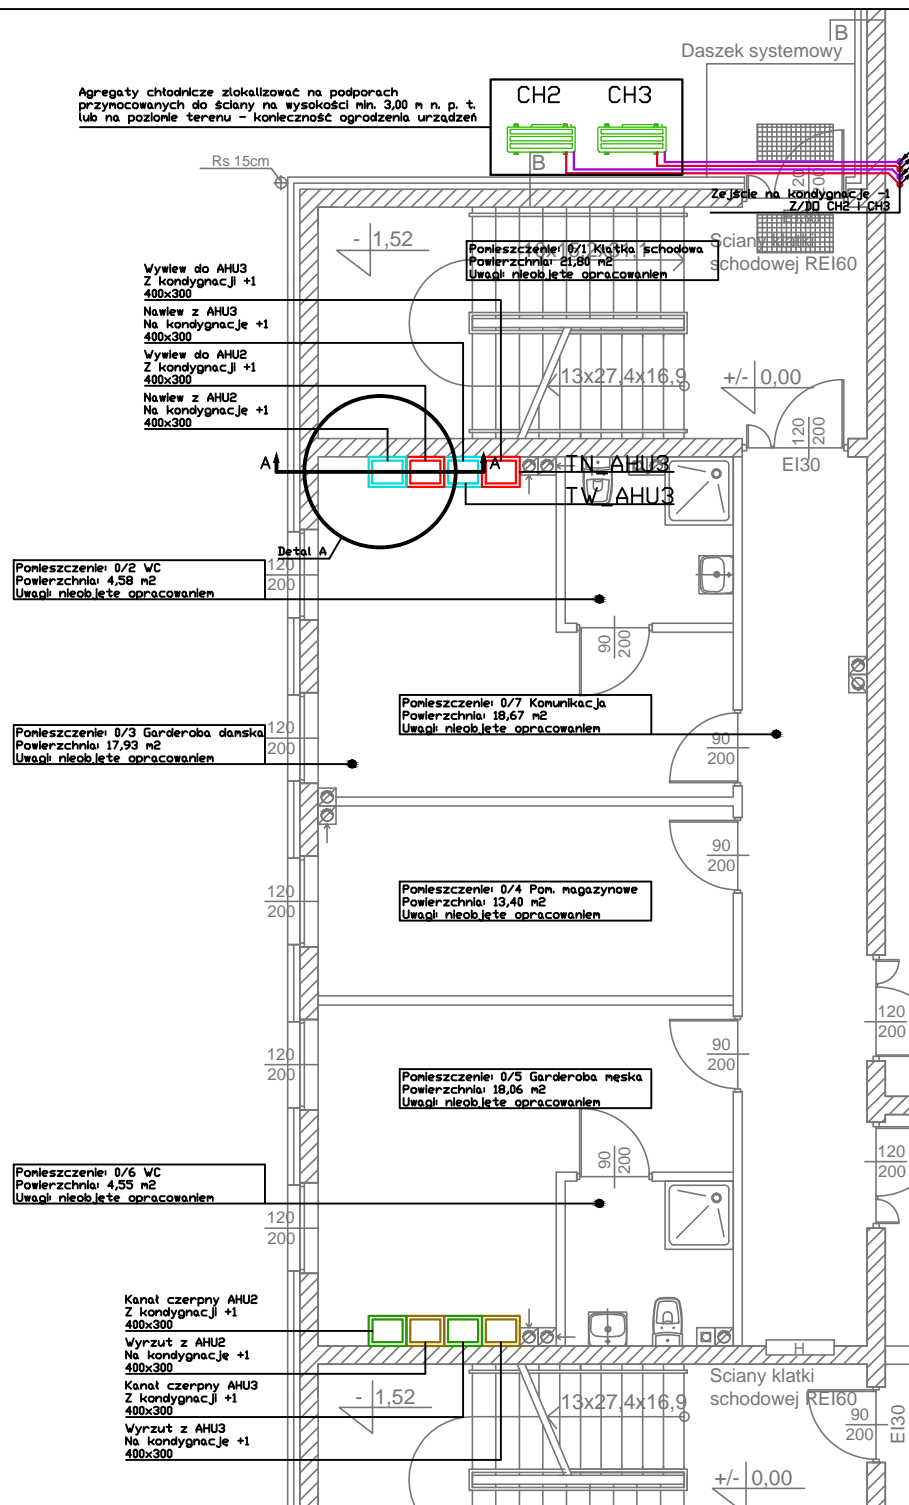 B
Daszek systemowy
Agregaty chłodnicze zlokalizować na podporach
przymocowanych do ściany na wysokości min. 3,00 m n. p. t.
lub na poziomie terenu - konieczność ogrodzenia urządzeń
CH2
CH3
B
Rs 15cm
120
200
Zejście na kondygnację -1
Z/DO CH2 i CH3
- 1,52
Pomieszczenie: 0/1 Klatka schodowa
Powierzchnia: 21,80 m2
Uwagi: nieobjęte opracowaniem
Sciany klatki
schodowej REI60
Wywiew do AHU3
Z kondygnacji +1
400x300
Nawiew z AHU3
Na kondygnację +1
400x300
Wywiew do AHU2
Z kondygnacji +1
400x300
Nawiew z AHU2
Na kondygnację +1
400x300
13x27,4x16,9
+/- 0,00
120
200
EI30
A
A
TN_AHU3
TW_AHU3
Detal A
Pomieszczenie: 0/2 WC
Powierzchnia: 4,58 m2
Uwagi: nieobjęte opracowaniem
120
200
90
200
Pomieszczenie: 0/7 Komunikacja
Powierzchnia: 18,67 m2
Uwagi: nieobjęte opracowaniem
Pomieszczenie: 0/3 Garderoba damska
Powierzchnia: 17,93 m2
Uwagi: nieobjęte opracowaniem
120
200
90
200
90
200
Pomieszczenie: 0/4 Pom. magazynowe
Powierzchnia: 13,40 m2
Uwagi: nieobjęte opracowaniem
120
200
120
200
90
200
120
200
Pomieszczenie: 0/5 Garderoba męska
Powierzchnia: 18,06 m2
Uwagi: nieobjęte opracowaniem
90
200
120
200
Pomieszczenie: 0/6 WC
Powierzchnia: 4,55 m2
Uwagi: nieobjęte opracowaniem
120
200
Kanał czerpny AHU2
Z kondygnacji +1
400x300
Wyrzut z AHU2
Na kondygnację +1
400x300
Kanał czerpny AHU3
Z kondygnacji +1
400x300
Wyrzut z AHU3
Na kondygnację +1
400x300
H
Sciany klatki
schodowej REI60
- 1,52
13x27,4x16,9
90
200
EI30
+/- 0,00